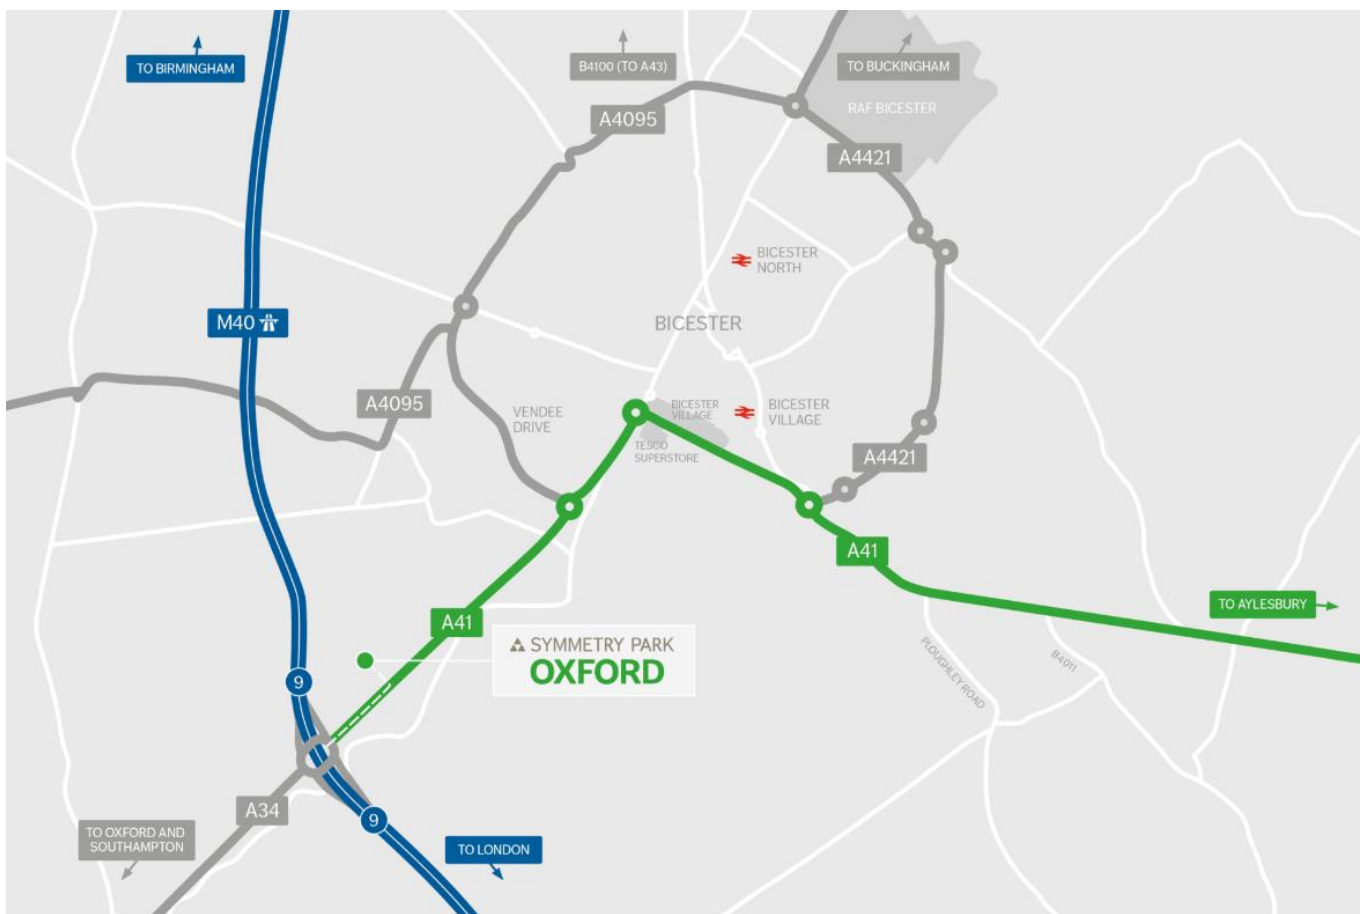 TO BIRMINGHAM
B4100 (TO A43)
TO BUCKINGHAM
RAF BICESTER
A4095
A4421
BICESTER
NORTH
M40
BICESTER
A4095
VENDEE
DRIVE
BICESTER
VILLAGE
BICESTER
VILLAGE
TESCO
SUPERSTORE
A4421
A41
TO AYLESBURY
A41
SYMMETRY PARK
OXFORD
PLOUGHLEY ROAD
B4011
9
A34
9
TO OXFORD AND
SOUTHAMPTON
TO LONDON